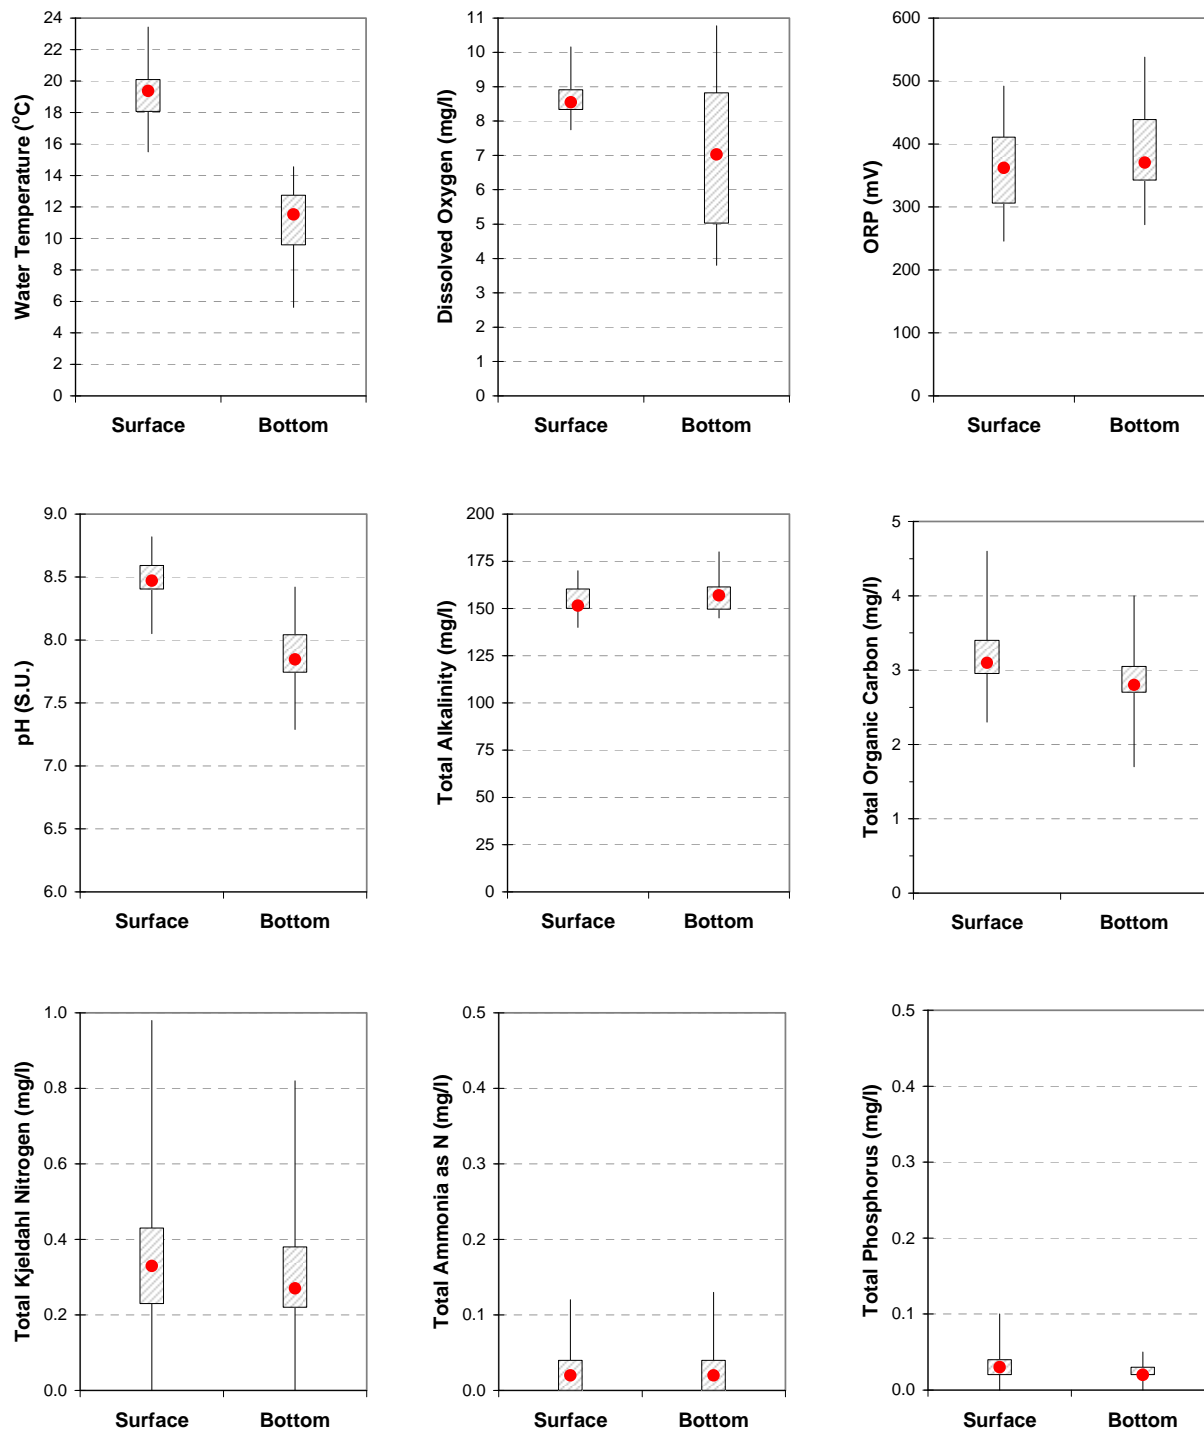 Water Temperature (°C)
24
22
20
18
16
14
12
10
8
6
4
2
0
Surface
Bottom
Dissolved Oxygen (mg/l)
11
10
9
8
7
6
5
4
3
2
1
0
Surface
Bottom
ORP (mV)
600
500
400
300
200
100
0
Surface
Bottom
pH (S.U.)
9.0
8.5
8.0
7.5
7.0
6.5
6.0
Surface
Bottom
Total Alkalinity (mg/l)
200
175
150
125
100
75
50
25
0
Surface
Bottom
Total Organic Carbon (mg/l)
5
4
3
2
1
0
Surface
Bottom
Total Kjeldahl Nitrogen (mg/l)
1.0
0.8
0.6
0.4
0.2
0.0
Surface
Bottom
Total Ammonia as N (mg/l)
0.5
0.4
0.3
0.2
0.1
0.0
Surface
Bottom
Total Phosphorus (mg/l)
0.5
0.4
0.3
0.2
0.1
0.0
Surface
Bottom